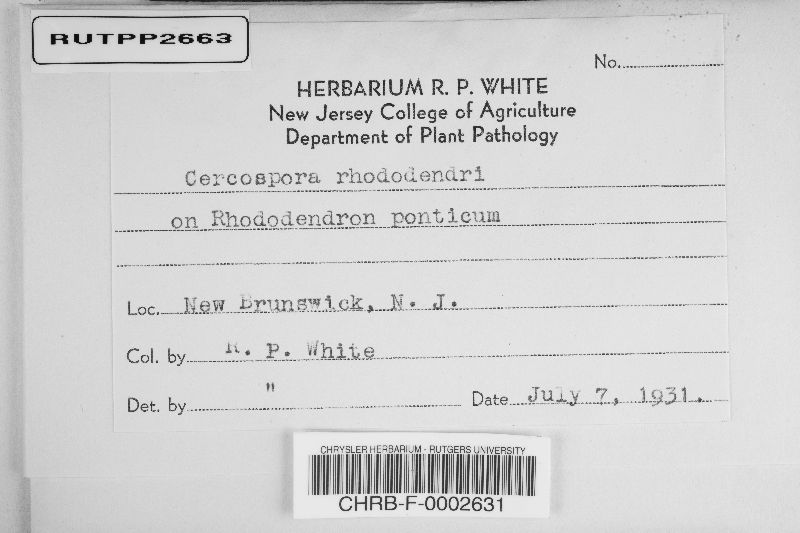 RUTPP2663
No.
HERBARIUM R. P. WHITE
New Jersey College of Agriculture
Department of Plant Pathology
Cercospora rhododendri
on Rhododendron ponticum
Loc. New Brunswick, N. J.
Col. by R. P. White
Det. by " Date July 7, 1931.
CHRYSLER HERBARIUM - RUTGERS UNIVERSITY
CHRB-F-0002631